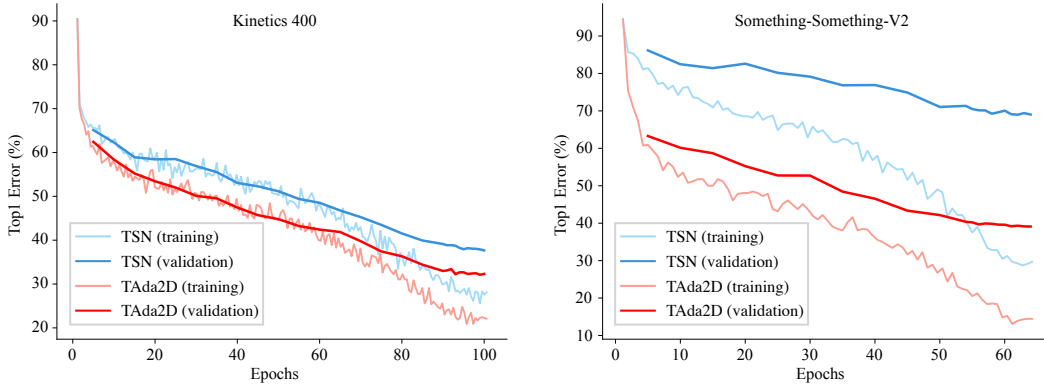 Kinetics 400
Top1 Error (%)
90
80
70
60
50
40
30
20
TSN (training)
TSN (validation)
TAda2D (training)
TAda2D (validation)
0
20
40
60
80
100
Epochs
Something-Something-V2
Top1 Error (%)
90
80
70
60
50
40
30
20
10
TSN (training)
TSN (validation)
TAda2D (training)
TAda2D (validation)
0
10
20
30
40
50
60
Epochs